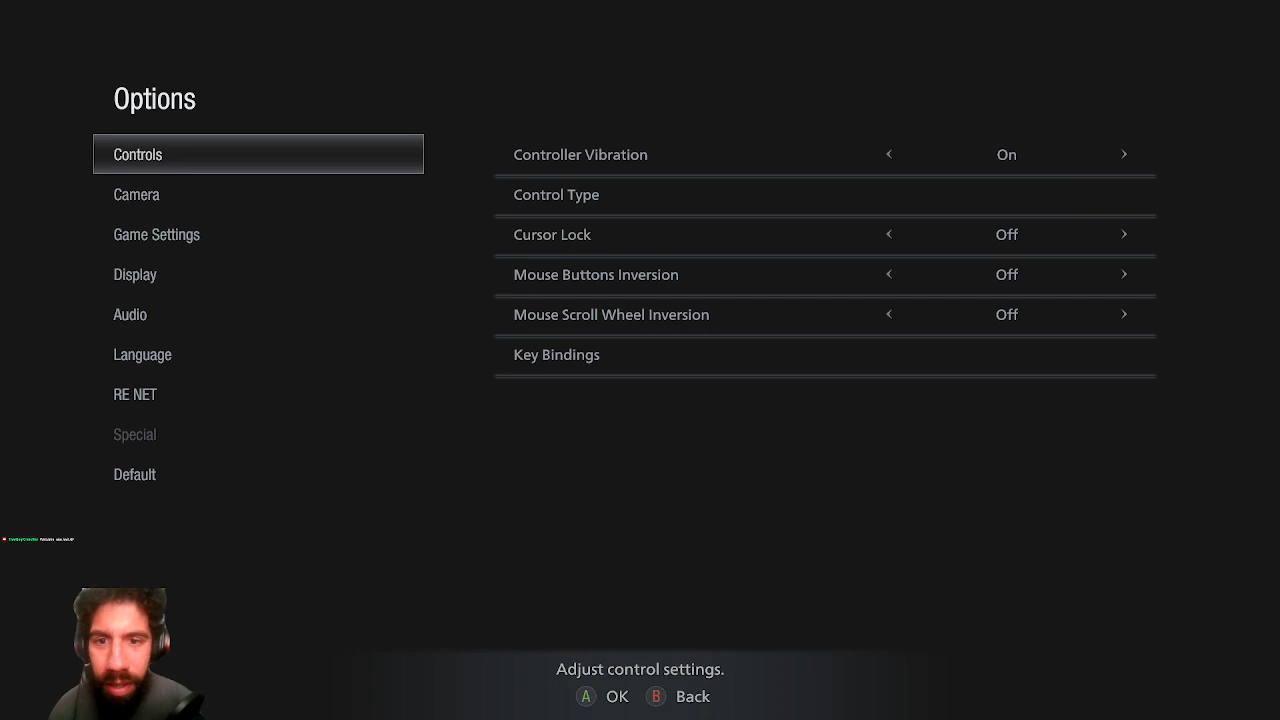 Options
Controls
Camera
Game Settings
Display
Audio
Language
RE NET
Special
Default
Controller Vibration On
Control Type
Cursor Lock Off
Mouse Buttons Inversion Off
Mouse Scroll Wheel Inversion Off
Key Bindings
Adjust control settings.
A OK B Back